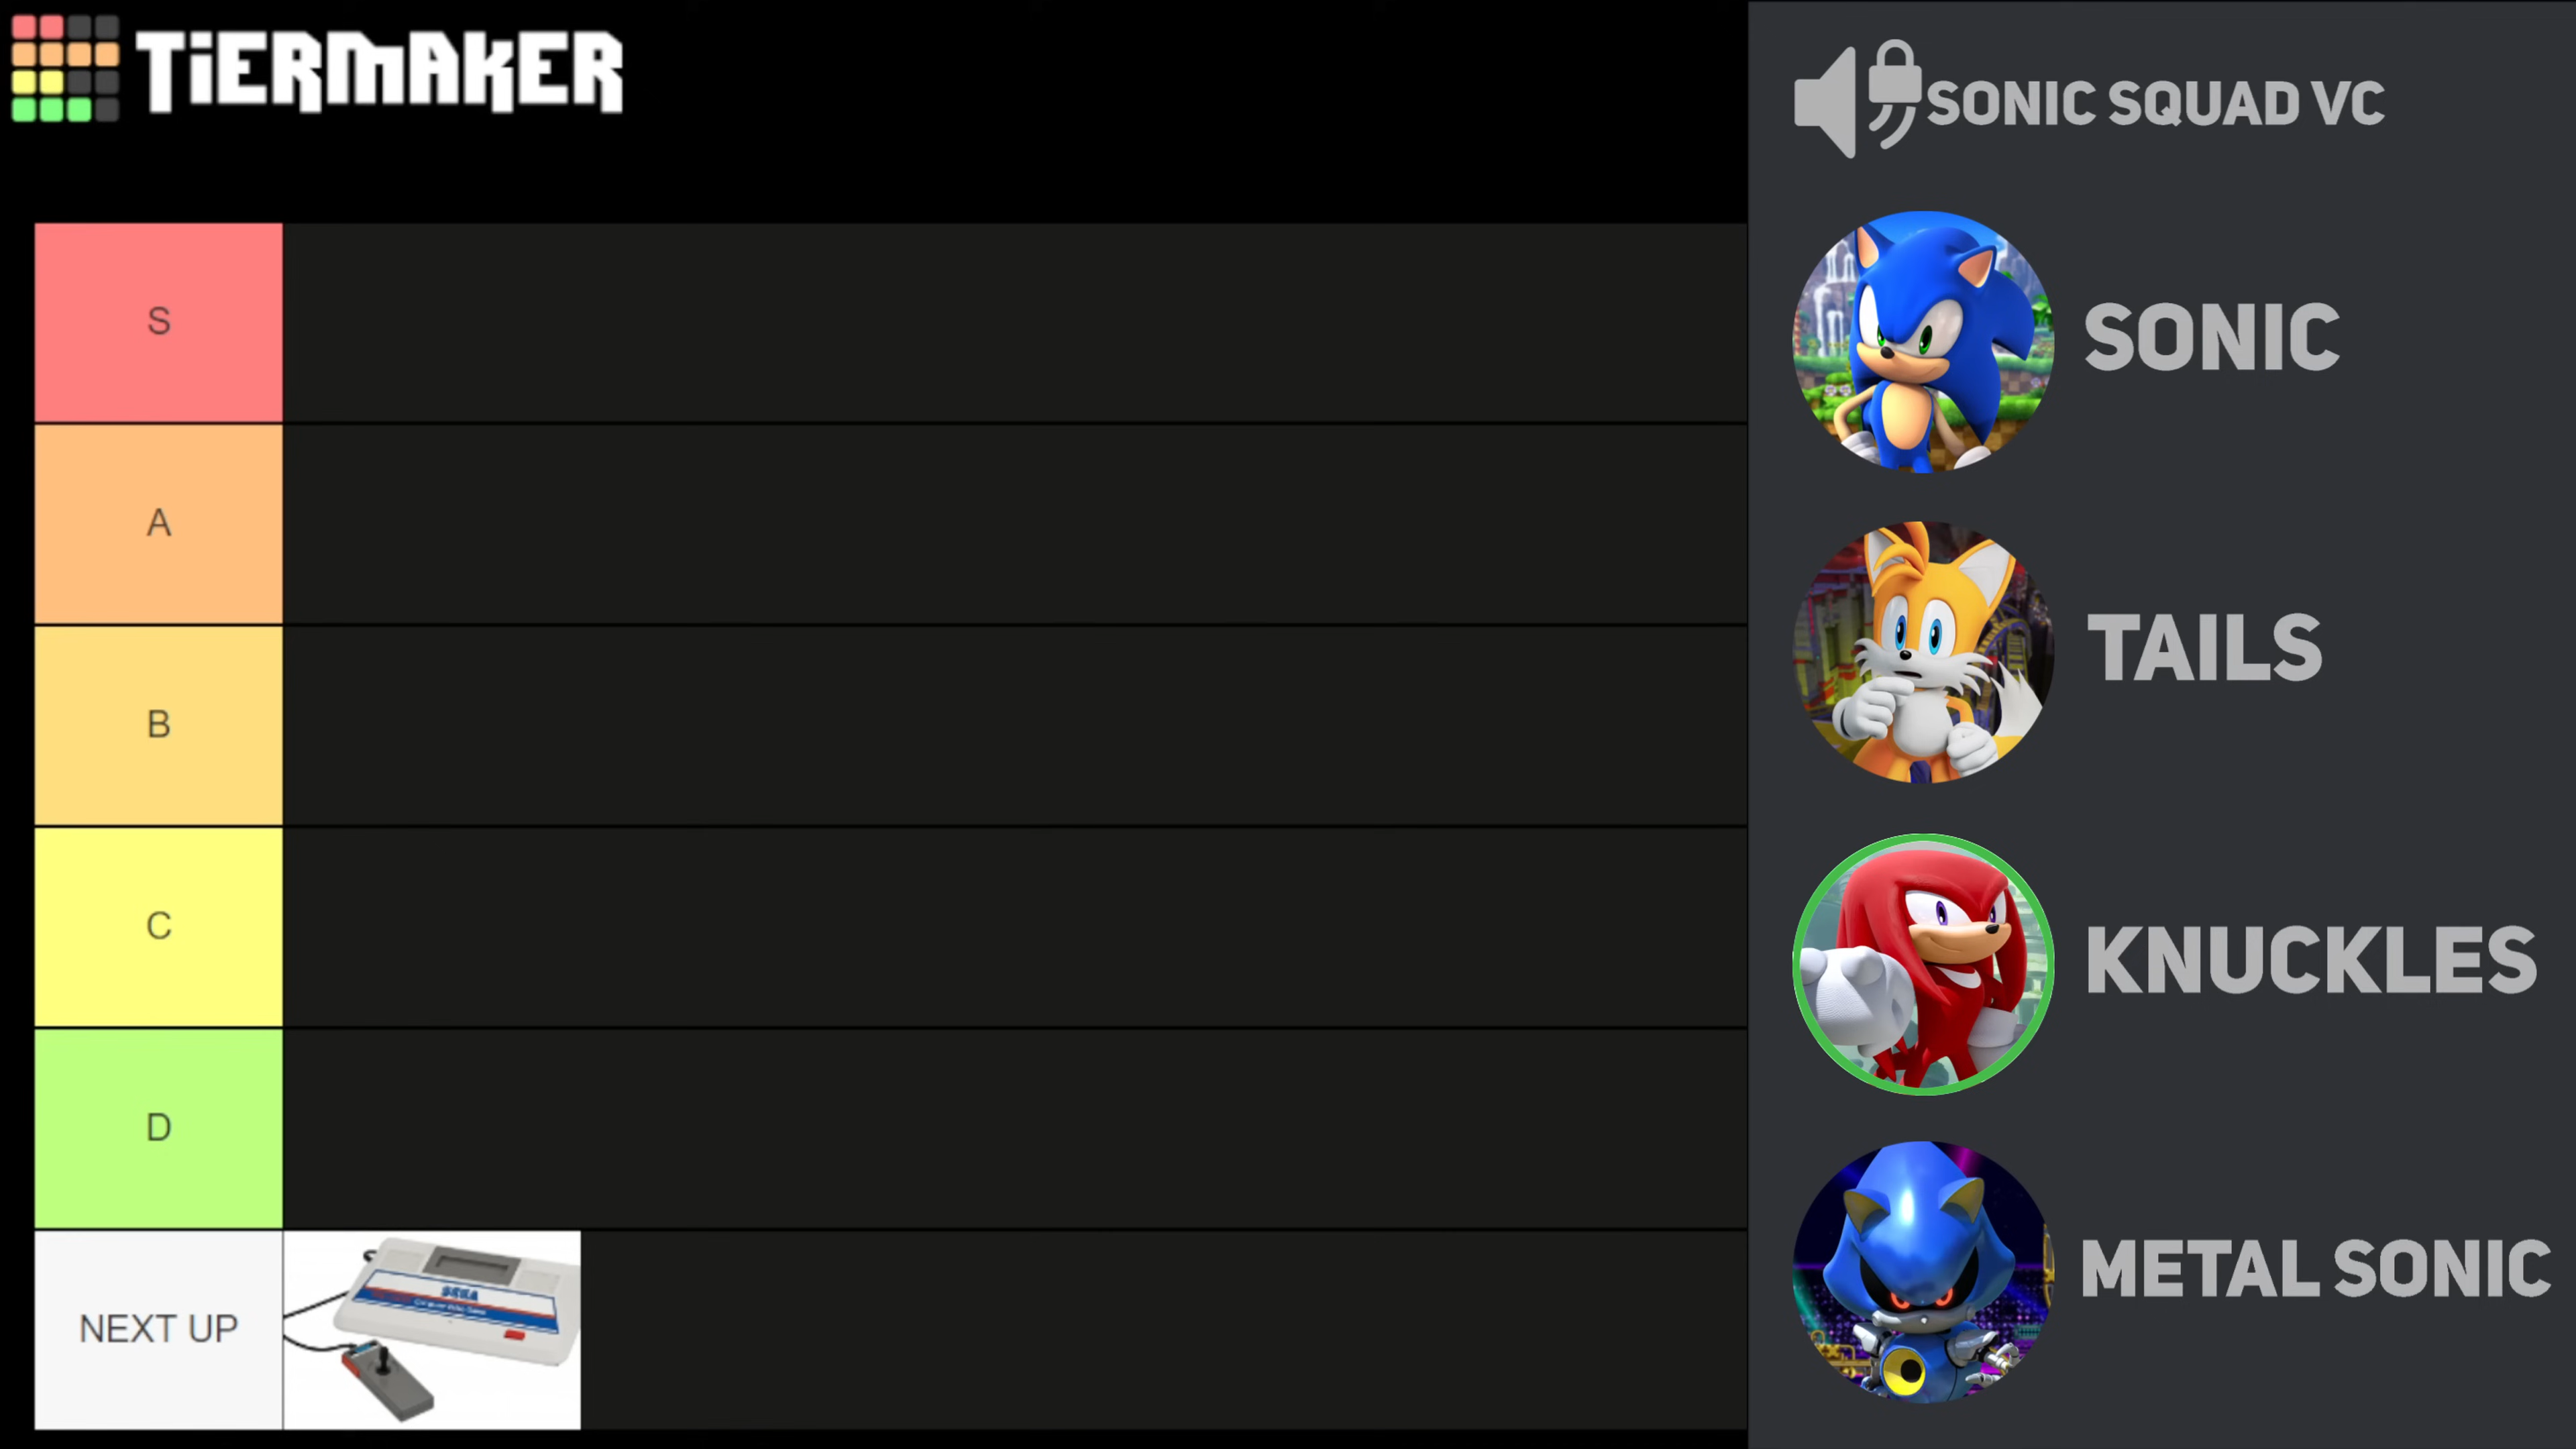 TiERMAKER
SONIC SQUAD VC
S
SONIC
A
TAILS
B
C
KNUCKLES
D
NEXT UP
SEGA
METAL SONIC